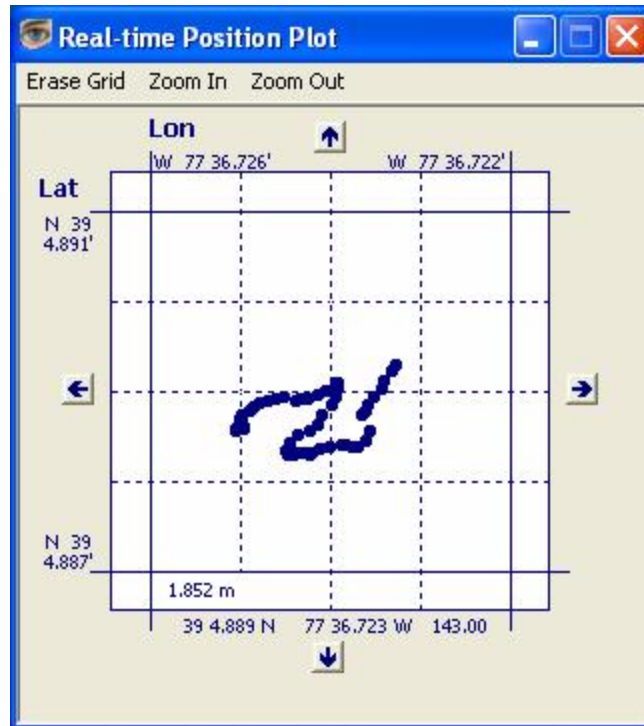 Real-time Position Plot
Erase Grid Zoom In Zoom Out
Lon
W 77 36.726' W 77 36.722'
Lat
N 39
4.891'
N 39
4.887'
1.852 m
39 4.889 N 77 36.723 W 143.00